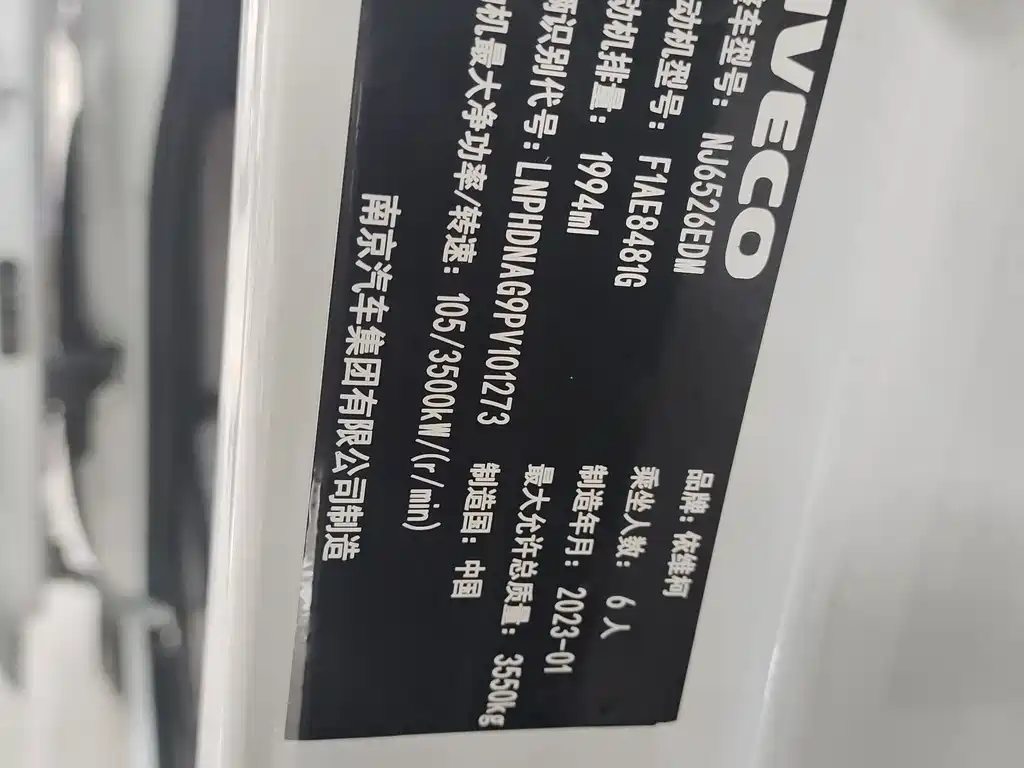 IVECO
车型号: NJ6526EDW 品牌: 依维柯
动机型号: F1AE8481G 乘坐人数: 6 人
动机排量: 1994ml 制造年月: 2023-01
辆识别代号: LNPHDNAG9PV101273 最大允许总质量: 3550kg
机最大净功率/转速: 105/3500kW/(r/min) 制造国: 中国
南京汽车集团有限公司制造